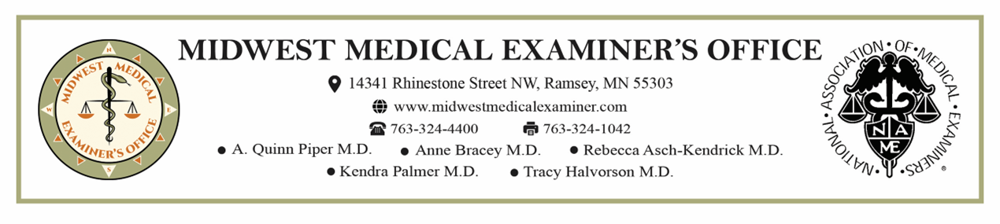 MIDWEST MEDICAL EXAMINER'S OFFICE
14341 Rhinestone Street NW, Ramsey, MN 55303
www.midwestmedicalexaminer.com
763-324-4400 763-324-1042
• A. Quinn Piper M.D. • Anne Bracey M.D. • Rebecca Asch-Kendrick M.D.
• Kendra Palmer M.D. • Tracy Halvorson M.D.
MIDWEST MEDICAL
EXAMINER'S OFFICE
N
E
S
W
NATIONAL • ASSOCIATION • OF • MEDICAL • EXAMINERS • ®
N A
ME